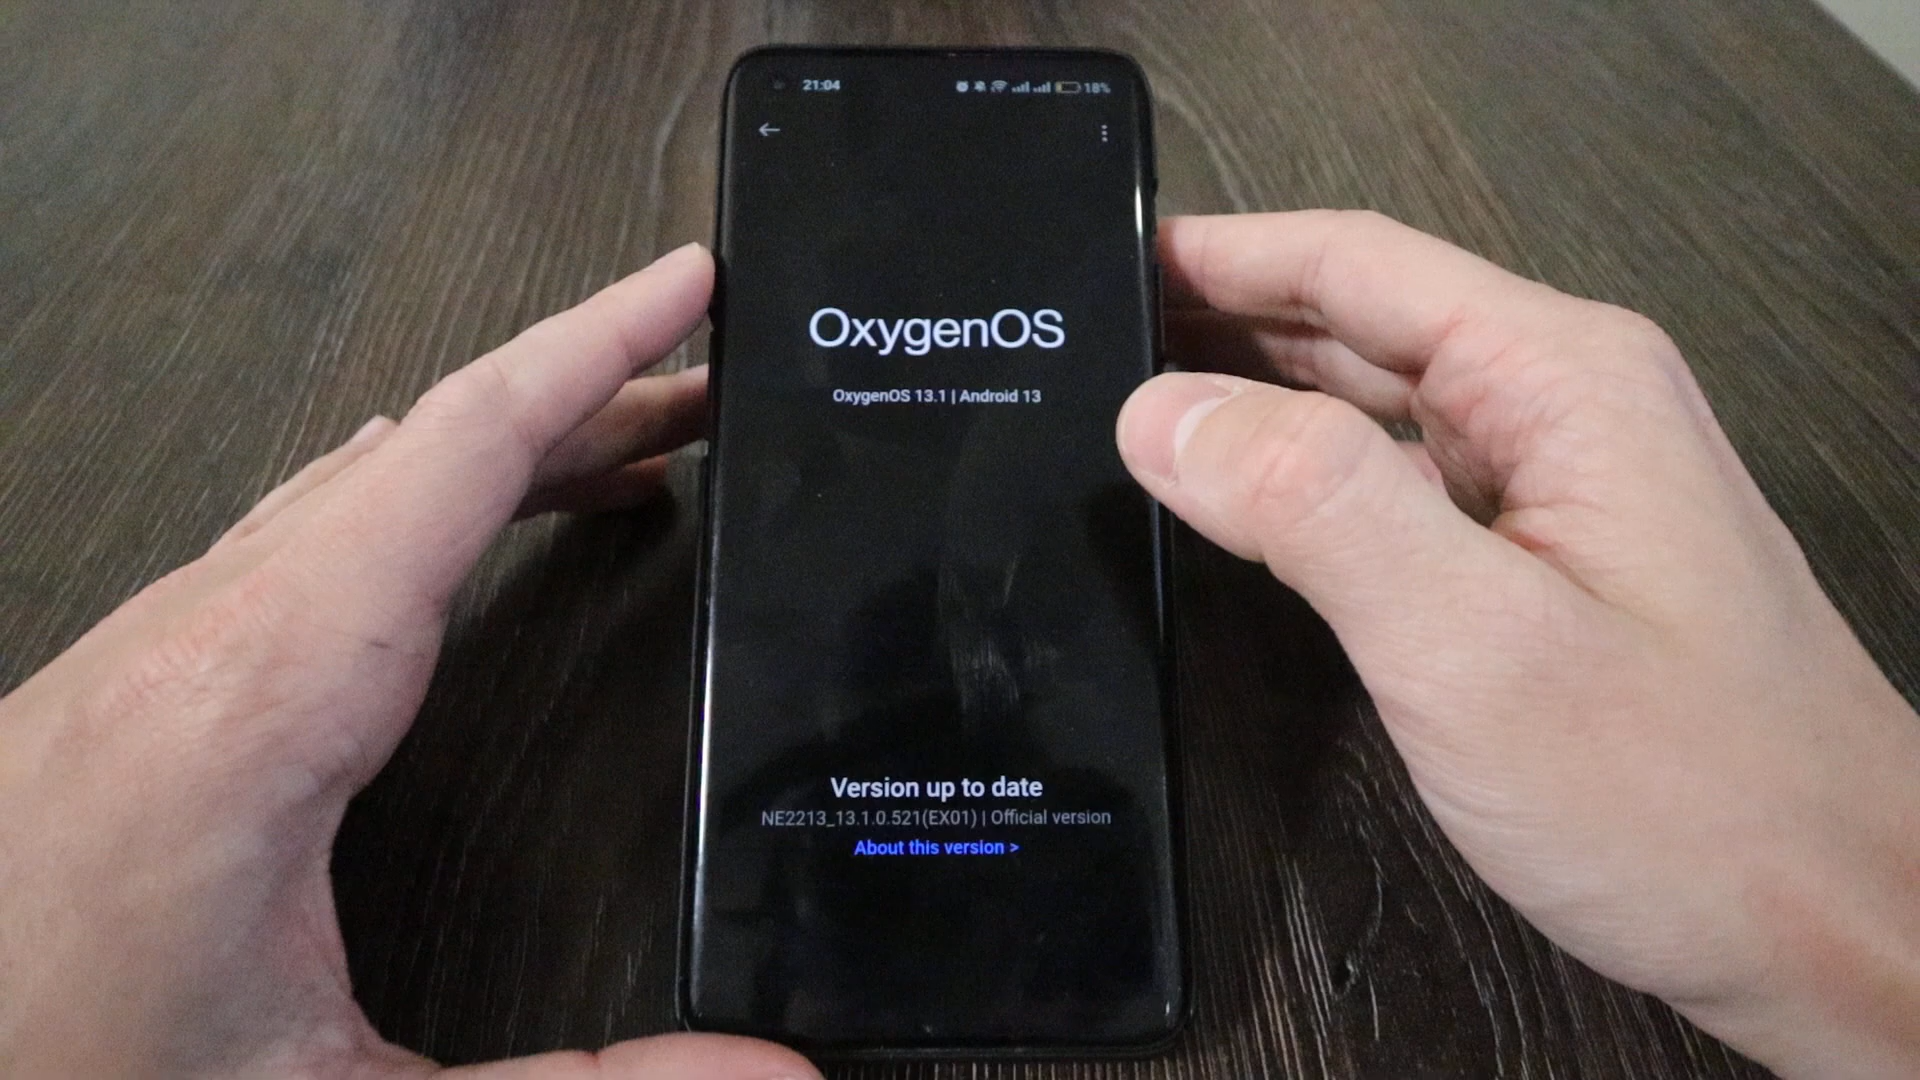 21:04 18%
OxygenOS
OxygenOS 13.1 | Android 13
Version up to date
NE2213_13.1.0.521(EX01) | Official version
About this version >